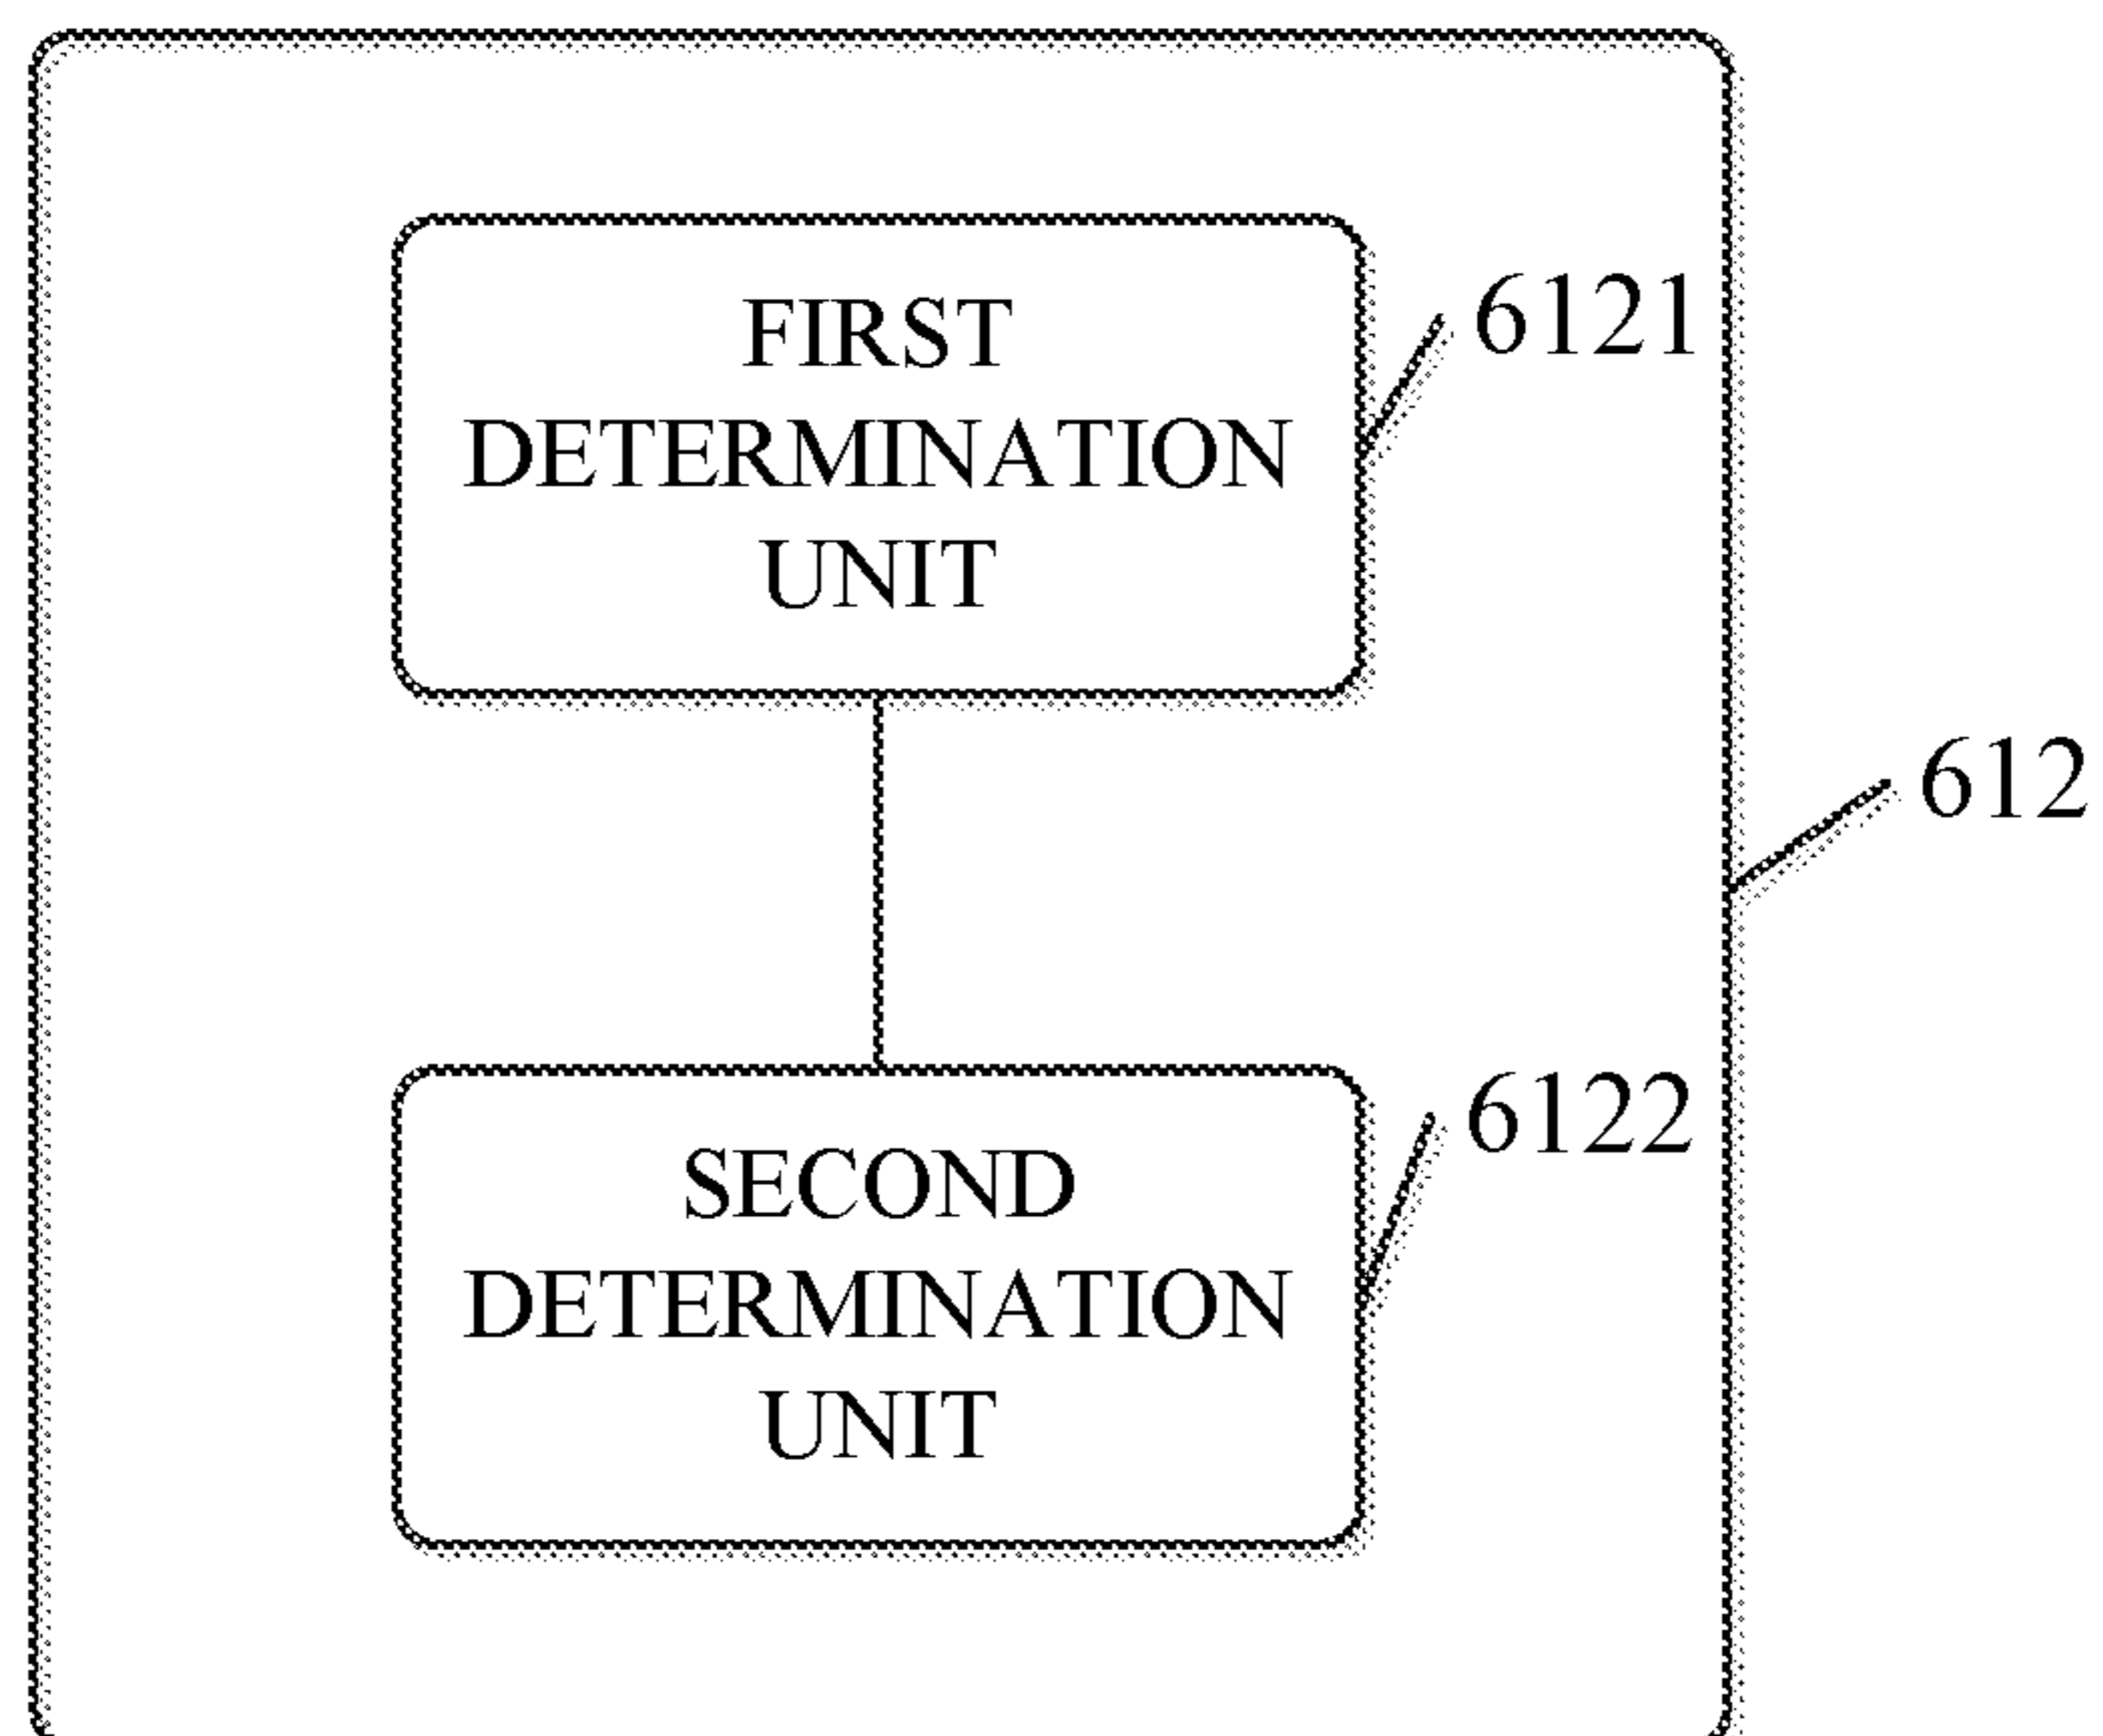 FIRST
DETERMINATION
UNIT
6121
612
SECOND
DETERMINATION
UNIT
6122